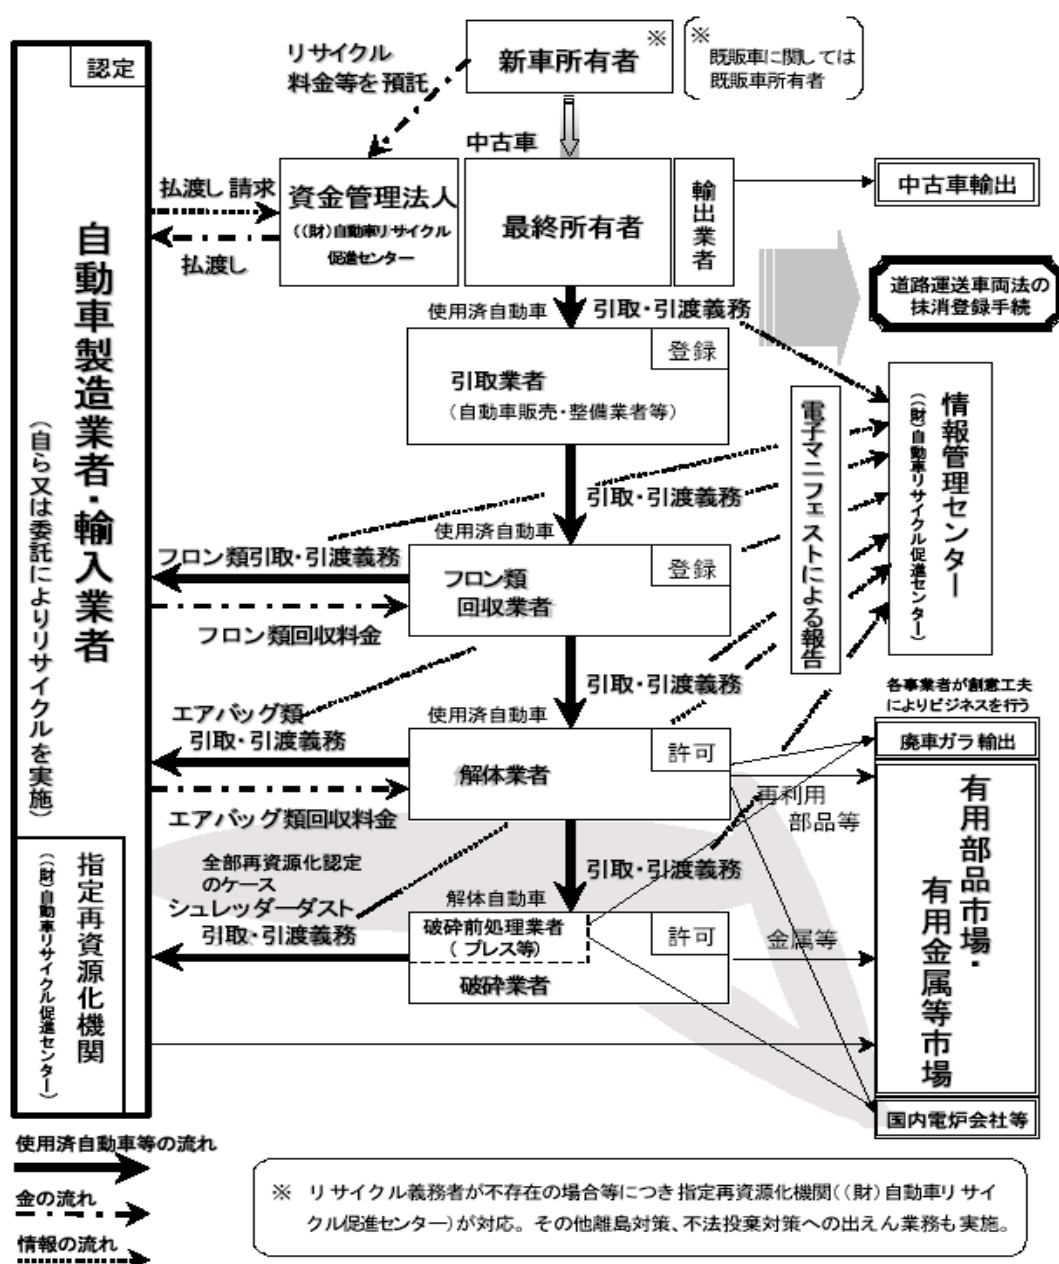 認定
自動車製造業者・輸入業者
（自ら又は委託によりリサイクルを実施）
指定再資源化機関
（（財）自動車リサイクル促進センター）
リサイクル
料金等を預託
新車所有者
※
※
既販車に関しては
既販車所有者
中古車
払渡し請求
払渡し
資金管理法人
（（財）自動車リサイクル
促進センター）
最終所有者
輸出業者
中古車輸出
道路運送車両法の
抹消登録手続
使用済自動車
引取・引渡義務
登録
引取業者
（自動車販売・整備業者等）
電子マニフェストによる報告
情報管理センター
（（財）自動車リサイクル促進センター）
引取・引渡義務
使用済自動車
フロン類引取・引渡義務
フロン類回収料金
登録
フロン類
回収業者
引取・引渡義務
使用済自動車
エアバッグ類
引取・引渡義務
エアバッグ類回収料金
許可
解体業者
各事業者が創意工夫
によりビジネスを行う
廃車ガラ輸出
再利用
部品等
有用部品市場・
有用金属等市場
全部再資源化認定
のケース
引取・引渡義務
解体自動車
シュレッダーダスト
引取・引渡義務
破砕前処理業者
（プレス等）
許可
破砕業者
金属等
国内電炉会社等
使用済自動車等の流れ
金の流れ
情報の流れ
※　リサイクル義務者が不存在の場合等につき指定再資源化機関（（財）自動車リサイ
クル促進センター）が対応。その他離島対策、不法投棄対策への出えん業務も実施。